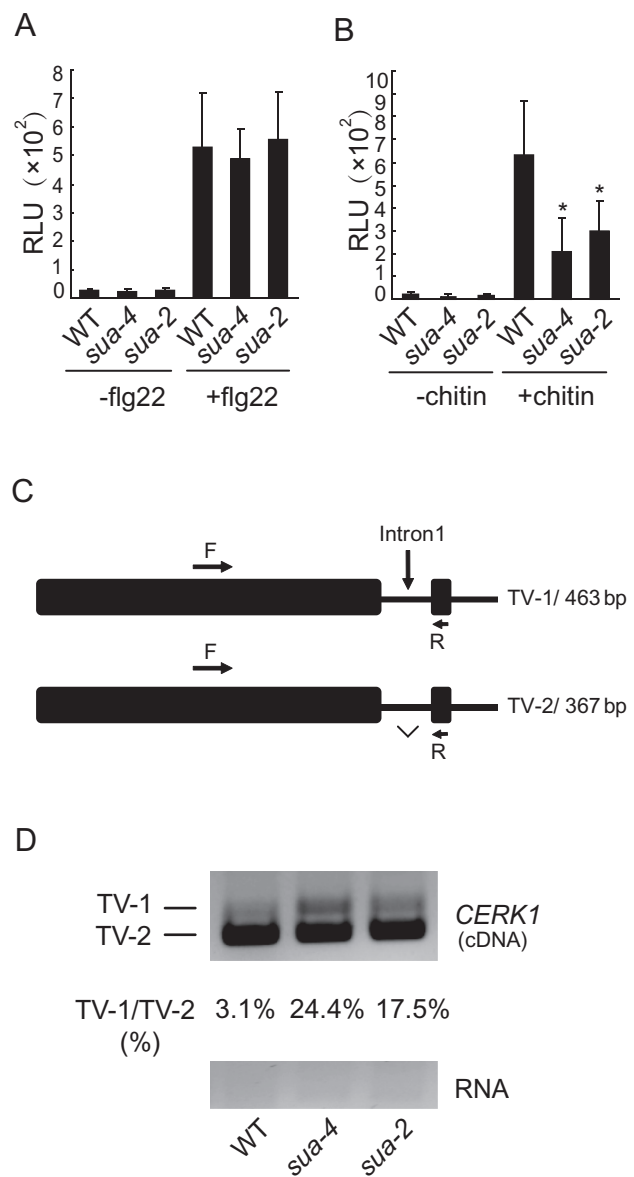 A
RLU (×10²)
8
7
6
5
4
3
2
1
0
WT
sua-4
sua-2
WT
sua-4
sua-2
-flg22
+flg22
B
RLU (×10²)
10
9
8
7
6
5
4
3
2
1
0
WT
sua-4
sua-2
WT
*
sua-4
*
sua-2
-chitin
+chitin
C
Intron1
F
TV-1/ 463 bp
R
F
TV-2/ 367 bp
R
D
TV-1
TV-2
CERK1
(cDNA)
TV-1/TV-2 3.1% 24.4% 17.5%
(%)
RNA
WT
sua-4
sua-2